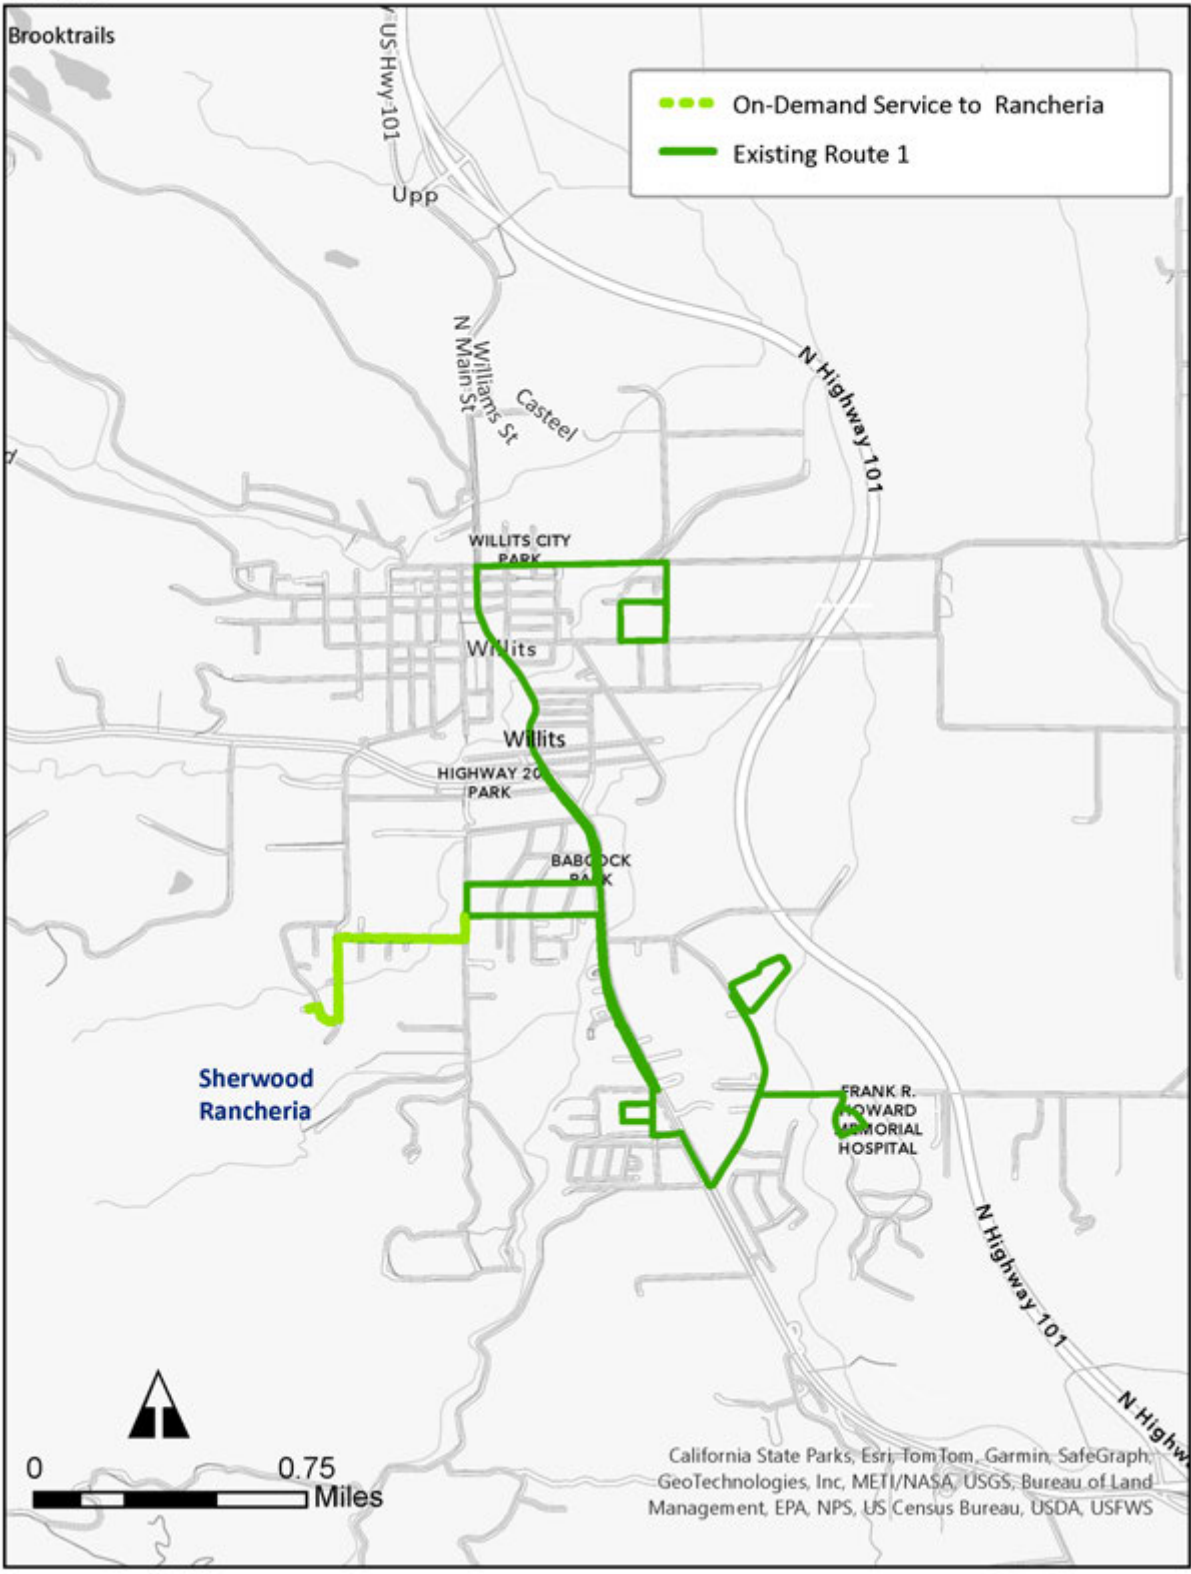 Brooktrails
US Hwy 101
On-Demand Service to Rancheria
Existing Route 1
Upp
N Main St
Williams St
Casteel
N Highway 101
d
WILLITS CITY
PARK
Willits
Willits
HIGHWAY 20
PARK
BABCOCK
PARK
Sherwood
Rancheria
FRANK R.
HOWARD
MEMORIAL
HOSPITAL
N Highway 101
N Highw
0 0.75
Miles
California State Parks, Esri, TomTom, Garmin, SafeGraph,
GeoTechnologies, Inc, METI/NASA, USGS, Bureau of Land
Management, EPA, NPS, US Census Bureau, USDA, USFWS